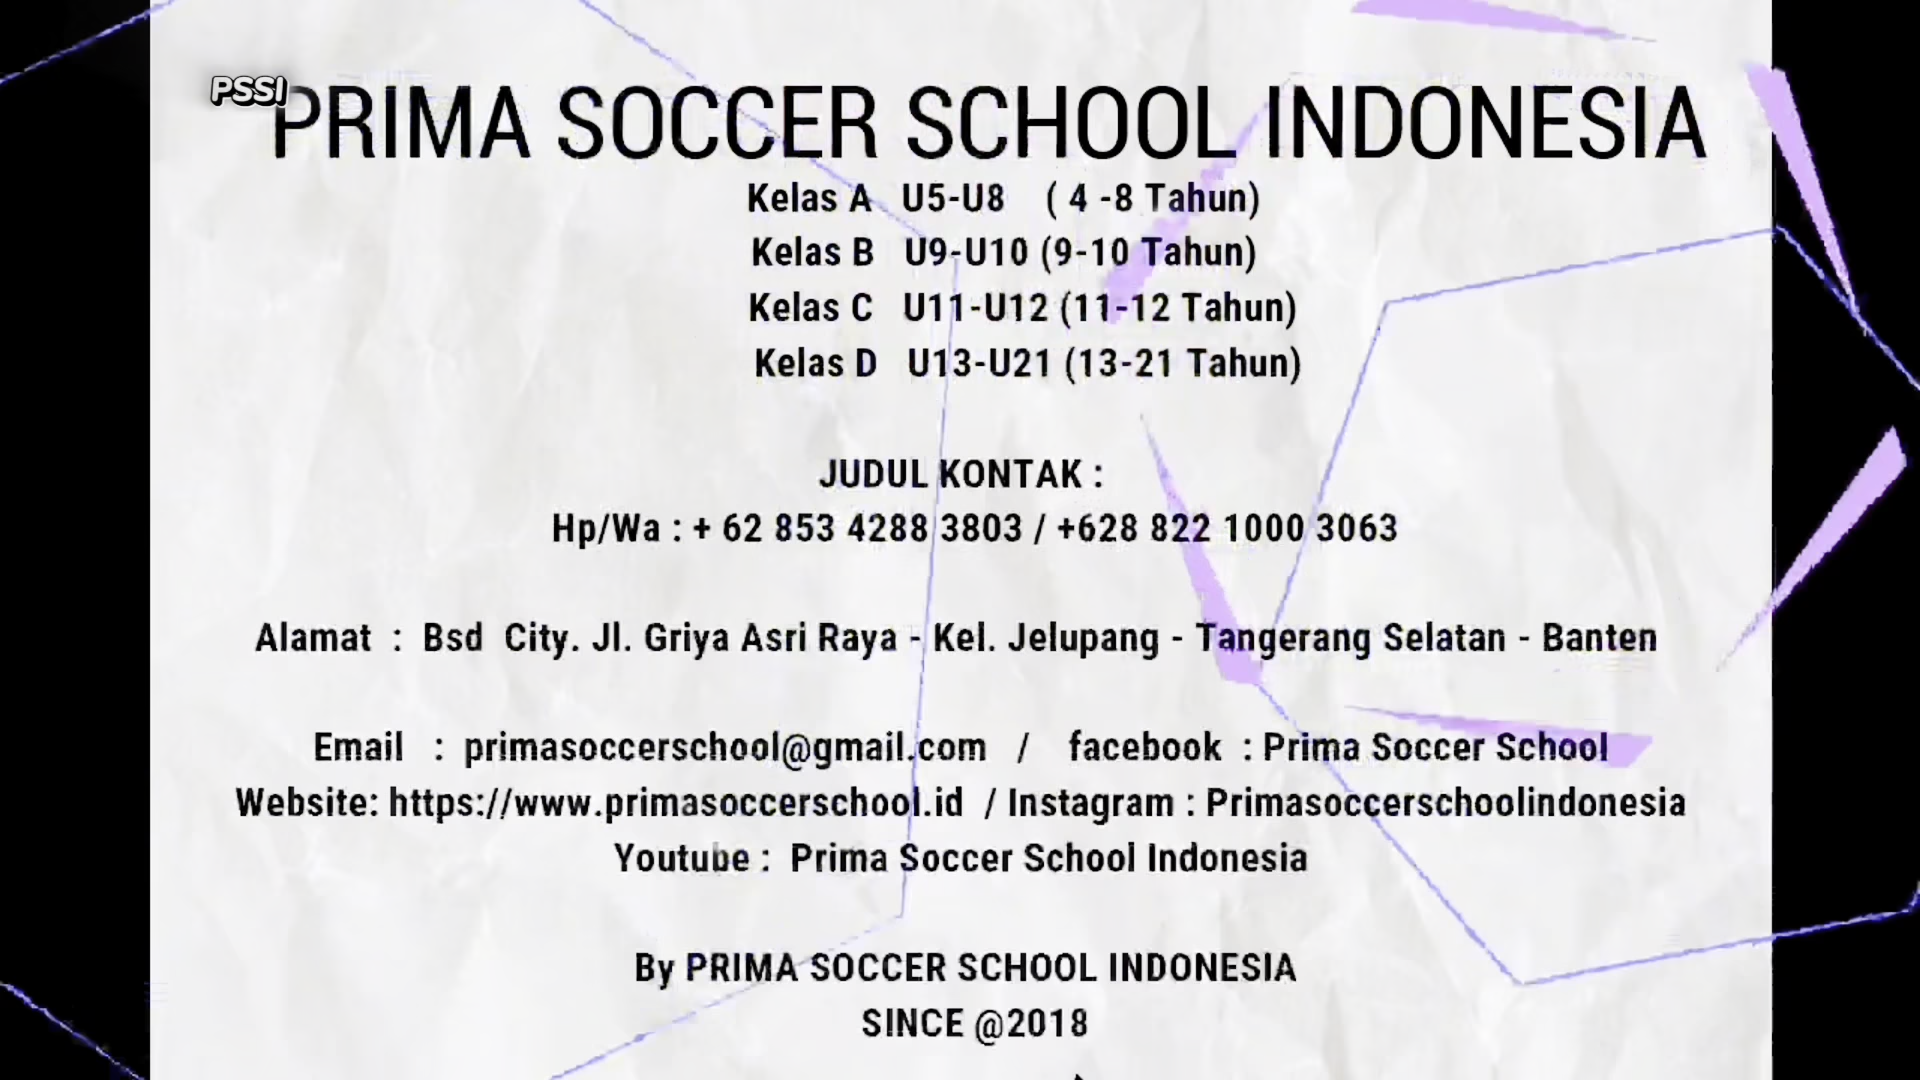 PSSI
PRIMA SOCCER SCHOOL INDONESIA
Kelas A U5-U8 ( 4 -8 Tahun)
Kelas B U9-U10 (9-10 Tahun)
Kelas C U11-U12 (11-12 Tahun)
Kelas D U13-U21 (13-21 Tahun)
JUDUL KONTAK :
Hp/Wa : + 62 853 4288 3803 / +628 822 1000 3063
Alamat : Bsd City. Jl. Griya Asri Raya - Kel. Jelupang - Tangerang Selatan - Banten
Email : primasoccerschool@gmail.com / facebook : Prima Soccer School
Website: https://www.primasoccerschool.id / Instagram : Primasoccerschoolindonesia
Youtube : Prima Soccer School Indonesia
By PRIMA SOCCER SCHOOL INDONESIA
SINCE @2018